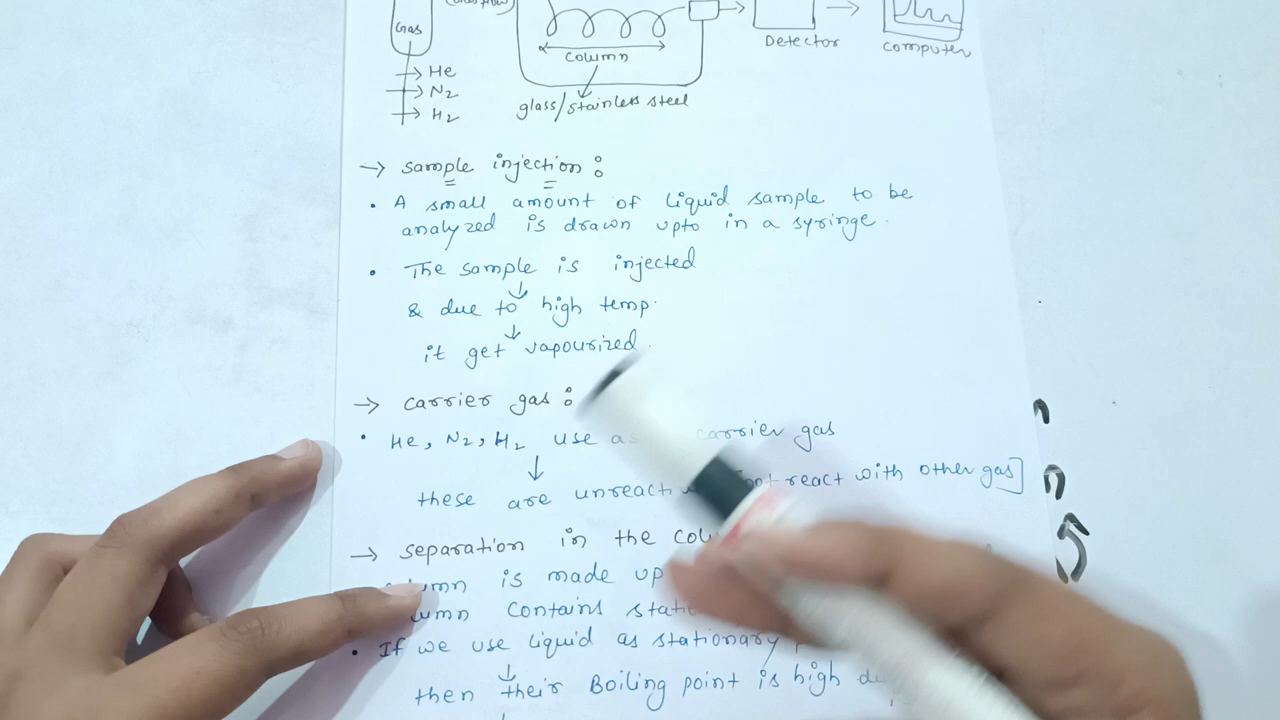 Gas
Detector
computer
column
glass/stainless steel
→ He
→ N2
→ H2
→ sample injection :
• A small amount of liquid sample to be
analyzed is drawn upto in a syringe.
• The sample is injected
& due to high temp.
it get vapourized.
→ carrier gas :
• He, N2, H2 use as carrier gas
these are react with other gas]
→ separation in the
is made up
contains
• If we use liquid as stationary
then their Boiling point is high